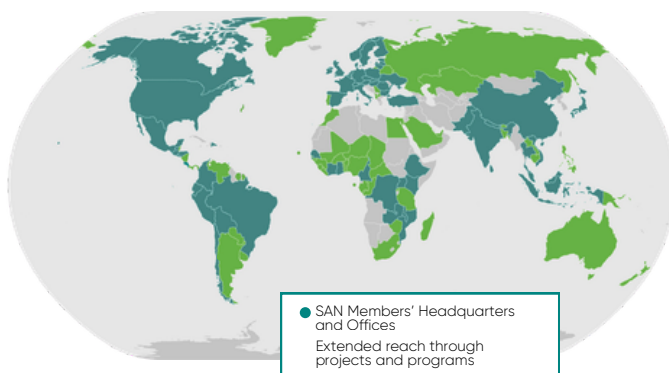 SAN Members' Headquarters
and Offices
Extended reach through
projects and programs